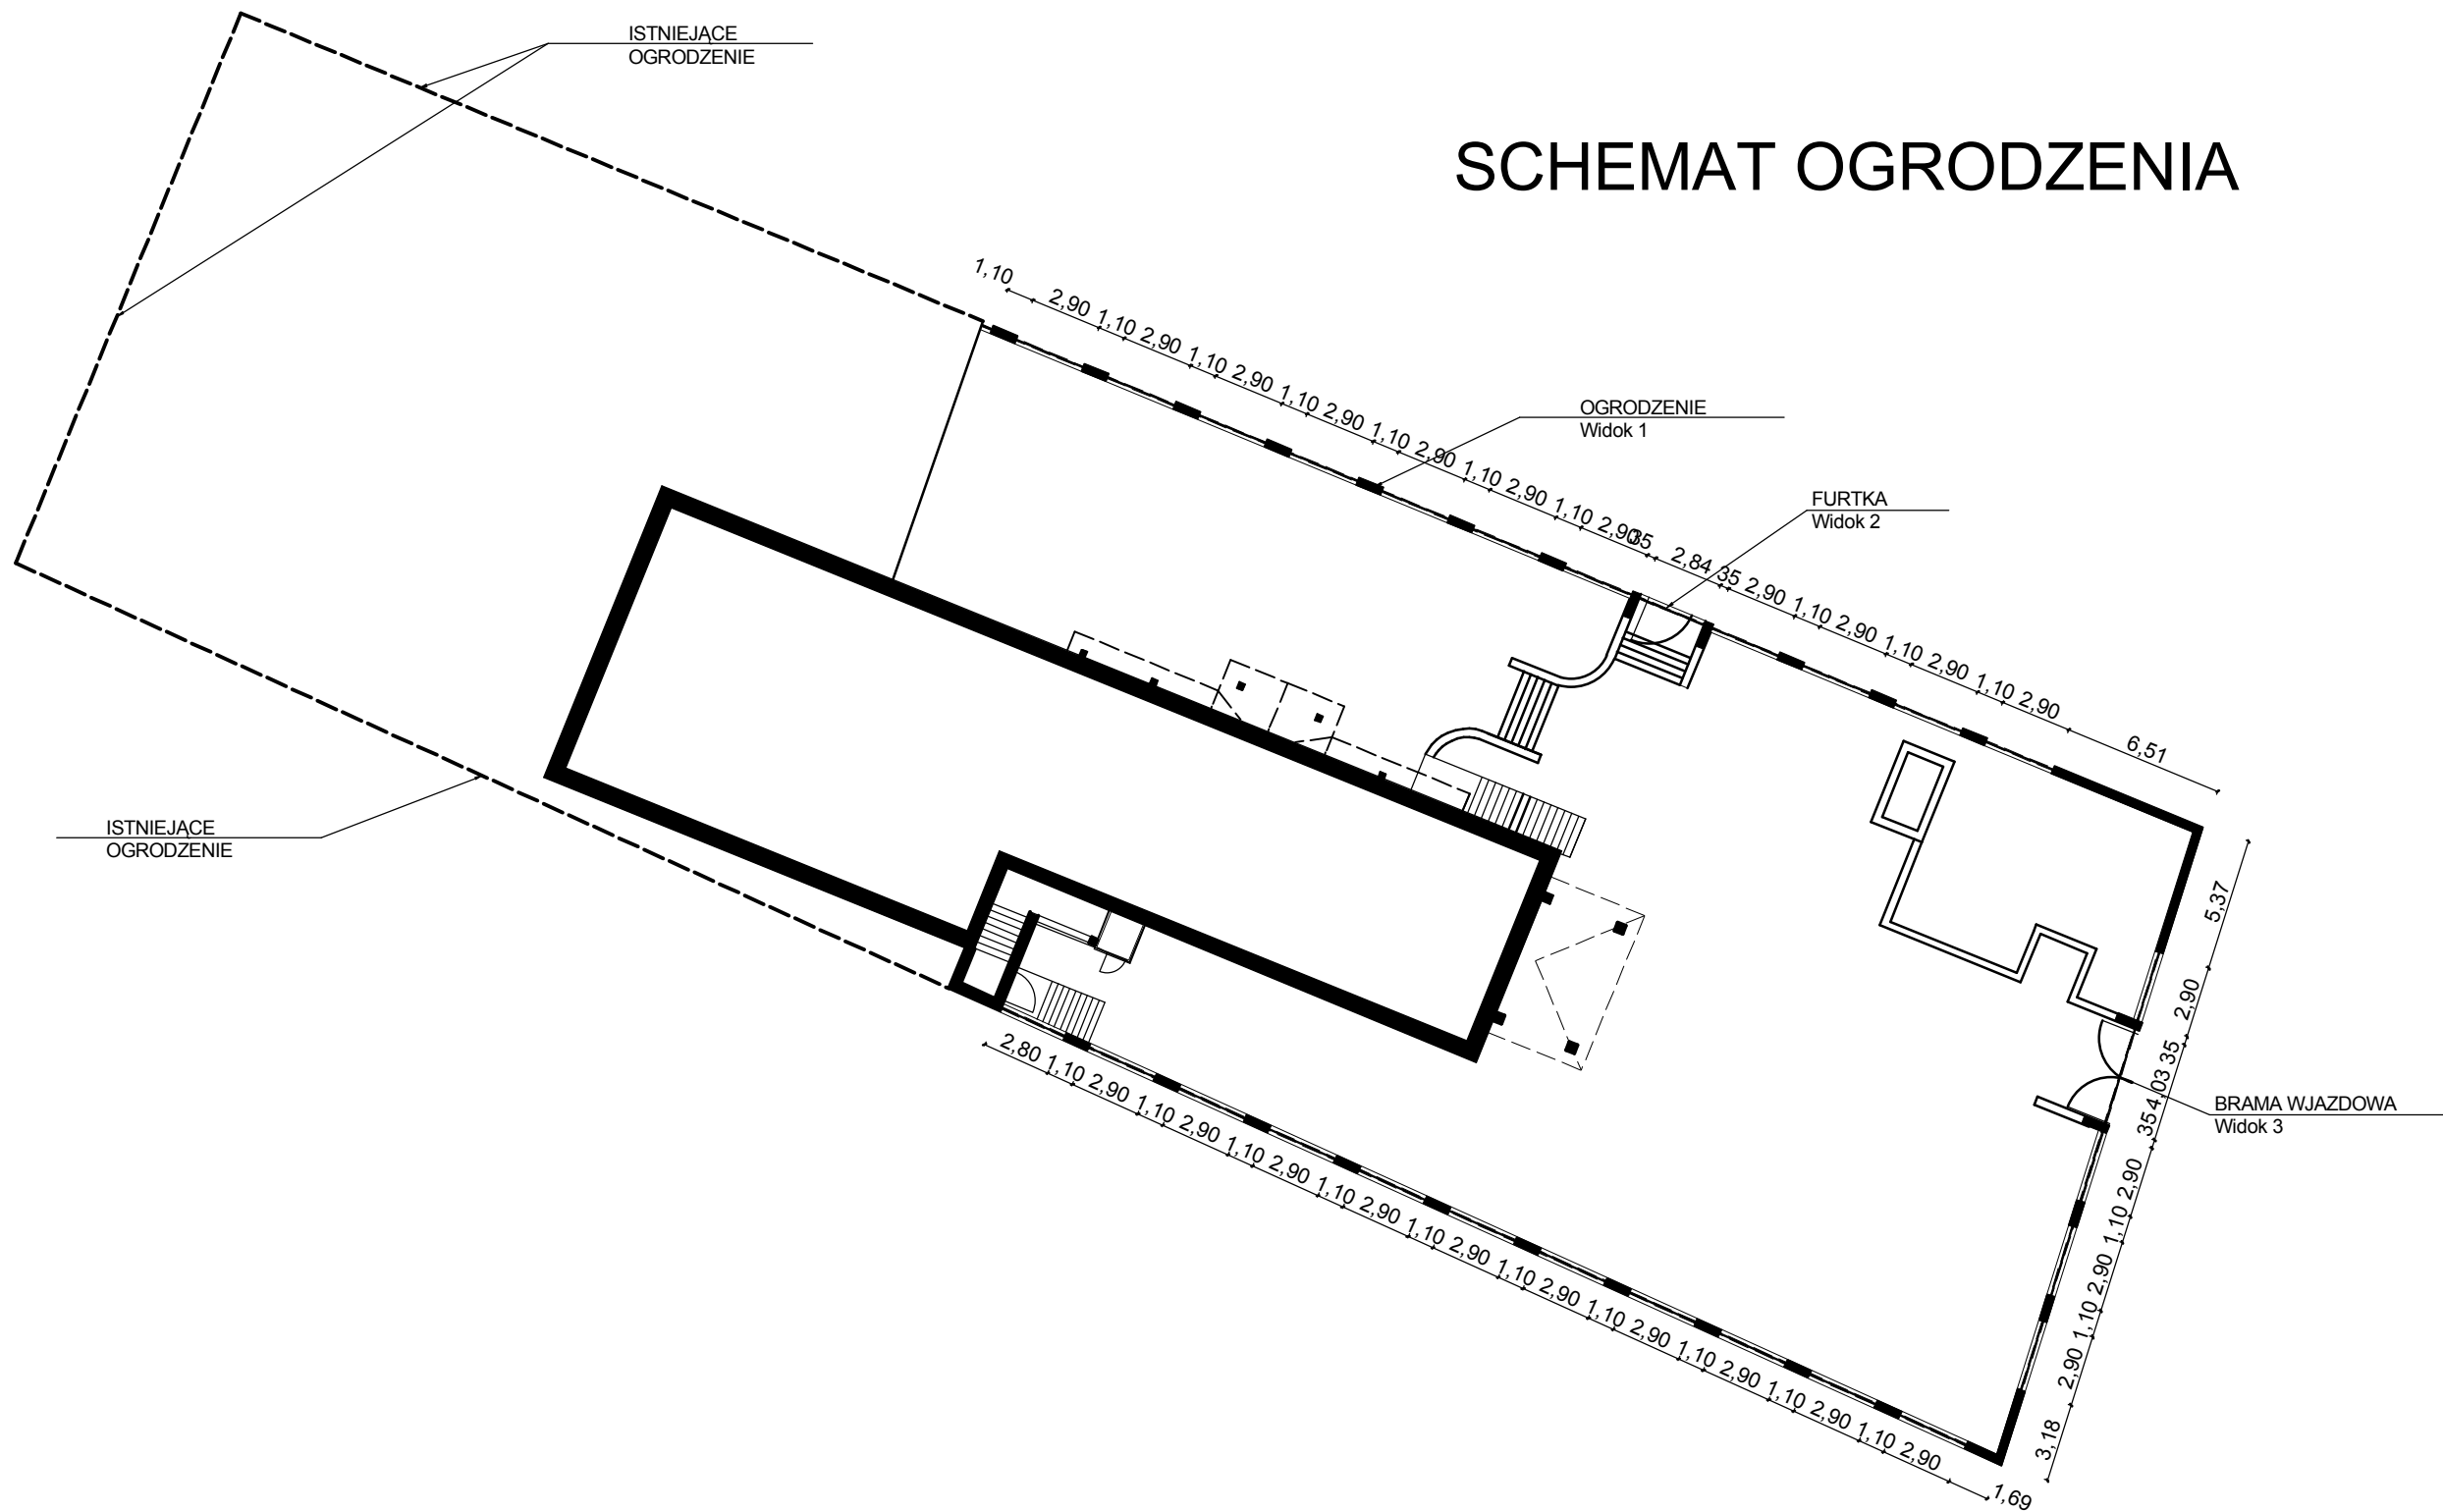 ISTNIEJĄCE
OGRODZENIE
SCHEMAT OGRODZENIA
1,10 2,90 1,10 2,90 1,10 2,90 1,10 2,90 1,10 2,90 1,10 2,90 1,10 2,90 35 2,84 35 2,90 1,10 2,90 1,10 2,90 1,10 2,90 6,51
OGRODZENIE
Widok 1
FURTKA
Widok 2
ISTNIEJĄCE
OGRODZENIE
5,37 2,90 35 4,03 35 2,90 1,10 2,90 1,10 2,90 3,18
BRAMA WJAZDOWA
Widok 3
2,80 1,10 2,90 1,10 2,90 1,10 2,90 1,10 2,90 1,10 2,90 1,10 2,90 1,10 2,90 1,10 2,90 1,10 2,90 1,10 2,90 1,69